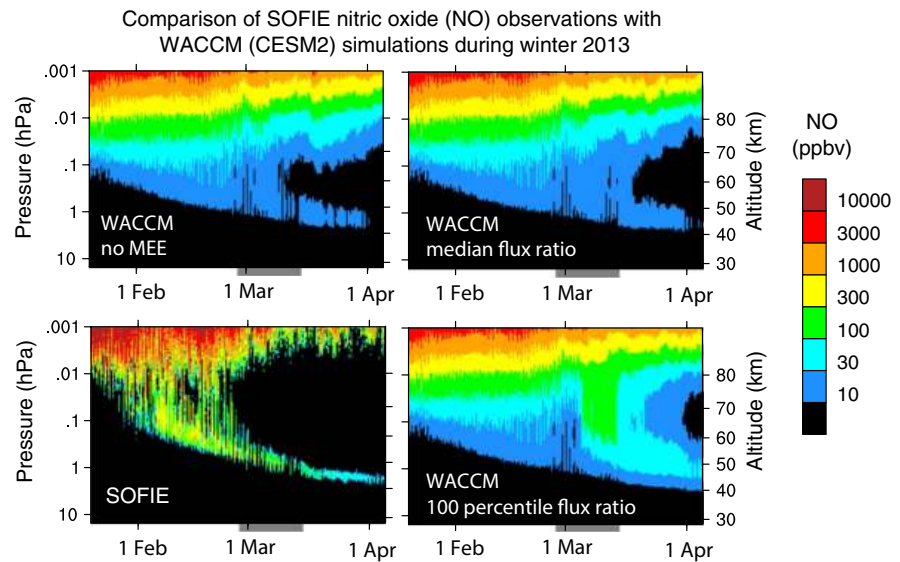 Comparison of SOFIE nitric oxide (NO) observations with
WACCM (CESM2) simulations during winter 2013
Pressure (hPa)
.001
.01
.1
1
10
WACCM
no MEE
1 Feb
1 Mar
1 Apr
WACCM
median flux ratio
80
70
60
50
40
30
Altitude (km)
1 Feb
1 Mar
1 Apr
Pressure (hPa)
.001
.01
.1
1
10
SOFIE
1 Feb
1 Mar
1 Apr
WACCM
100 percentile flux ratio
80
70
60
50
40
30
Altitude (km)
1 Feb
1 Mar
1 Apr
NO
(ppbv)
10000
3000
1000
300
100
30
10